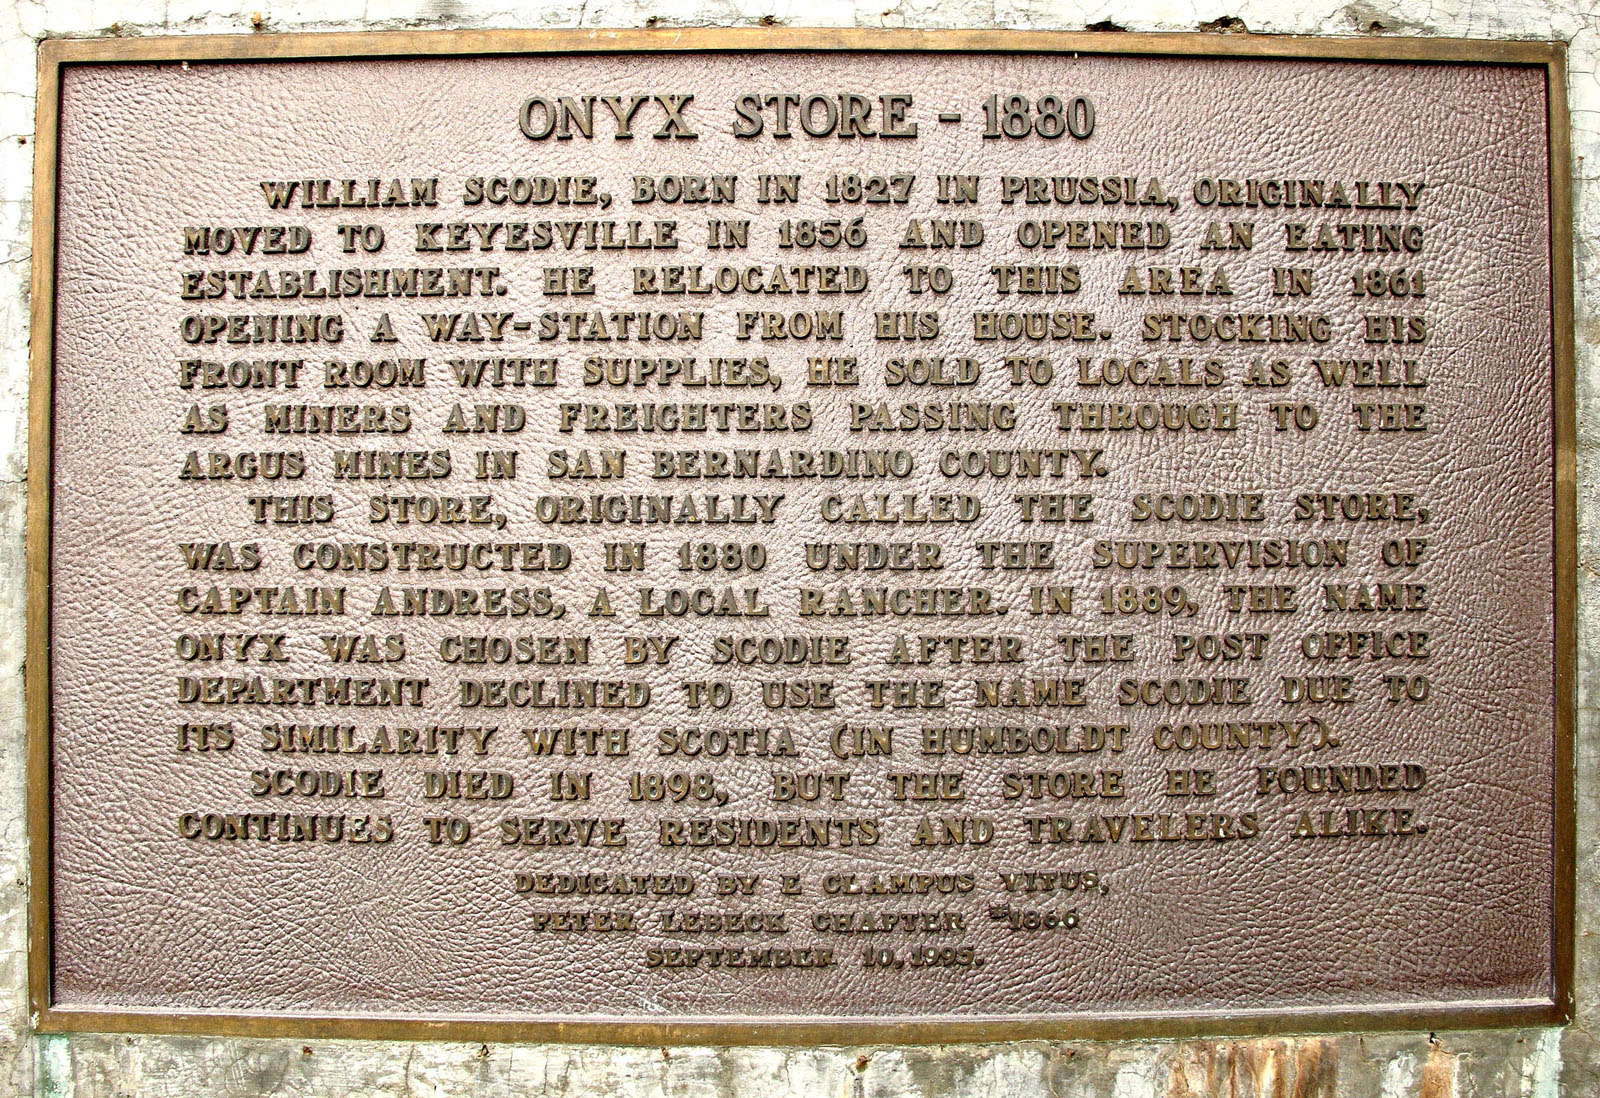 ONYX STORE - 1880
WILLIAM SCODIE, BORN IN 1827 IN PRUSSIA, ORIGINALLY
MOVED TO KEYESVILLE IN 1856 AND OPENED AN EATING
ESTABLISHMENT. HE RELOCATED TO THIS AREA IN 1861
OPENING A WAY-STATION FROM HIS HOUSE. STOCKING HIS
FRONT ROOM WITH SUPPLIES, HE SOLD TO LOCALS AS WELL
AS MINERS AND FREIGHTERS PASSING THROUGH TO THE
ARGUS MINES IN SAN BERNARDINO COUNTY.
THIS STORE, ORIGINALLY CALLED THE SCODIE STORE,
WAS CONSTRUCTED IN 1880 UNDER THE SUPERVISION OF
CAPTAIN ANDRESS, A LOCAL RANCHER. IN 1889, THE NAME
ONYX WAS CHOSEN BY SCODIE AFTER THE POST OFFICE
DEPARTMENT DECLINED TO USE THE NAME SCODIE DUE TO
ITS SIMILARITY WITH SCOTIA (IN HUMBOLDT COUNTY).
SCODIE DIED IN 1898, BUT THE STORE HE FOUNDED
CONTINUES TO SERVE RESIDENTS AND TRAVELERS ALIKE.
DEDICATED BY E CLAMPUS VITUS,
PETER LEBECK CHAPTER #1866
SEPTEMBER 10, 1995.